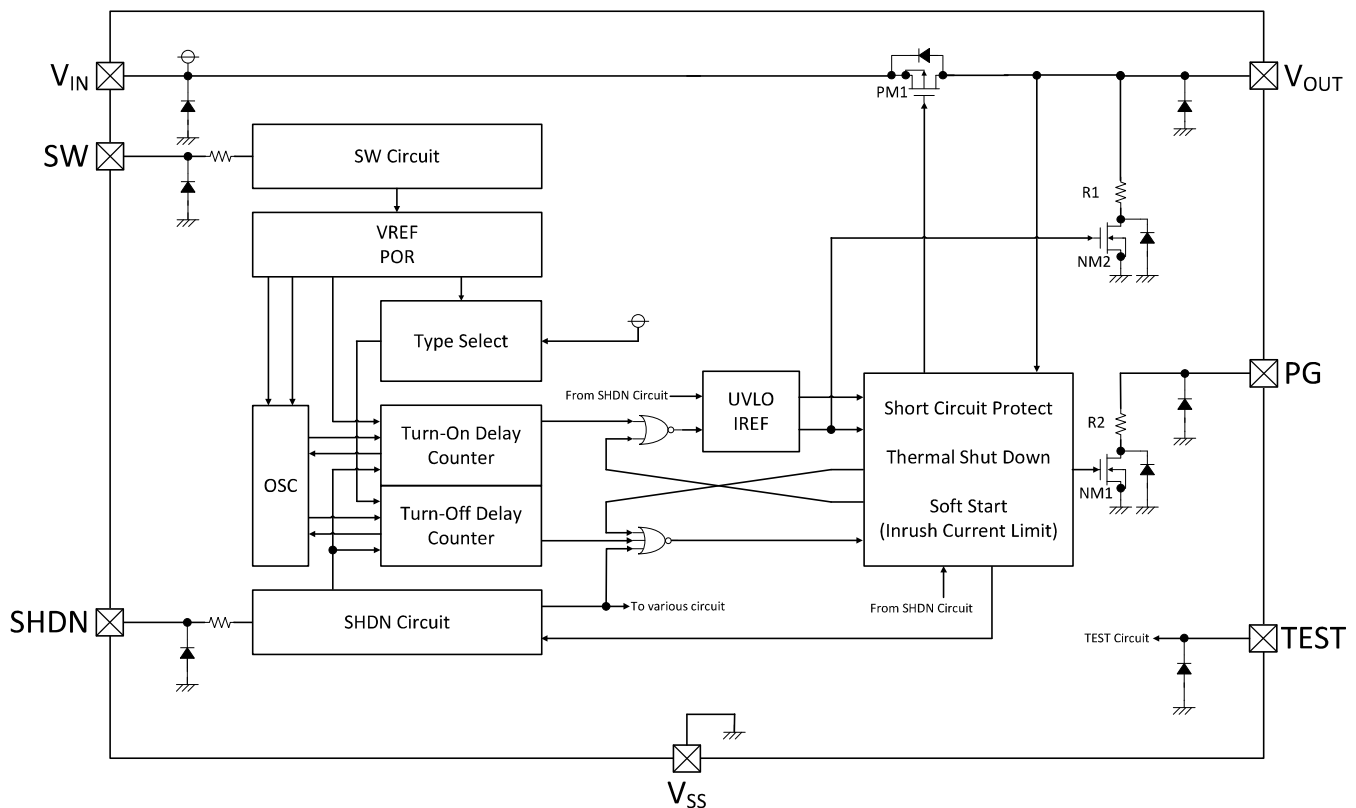 VIN
PM1
VOUT
SW
SW Circuit
R1
VREF
POR
NM2
Type Select
From SHDN Circuit
UVLO
IREF
PG
Short Circuit Protect
R2
Turn-On Delay
Counter
Thermal Shut Down
OSC
NM1
Turn-Off Delay
Counter
Soft Start
(Inrush Current Limit)
SHDN
SHDN Circuit
To various circuit
From SHDN Circuit
TEST Circuit
TEST
VSS